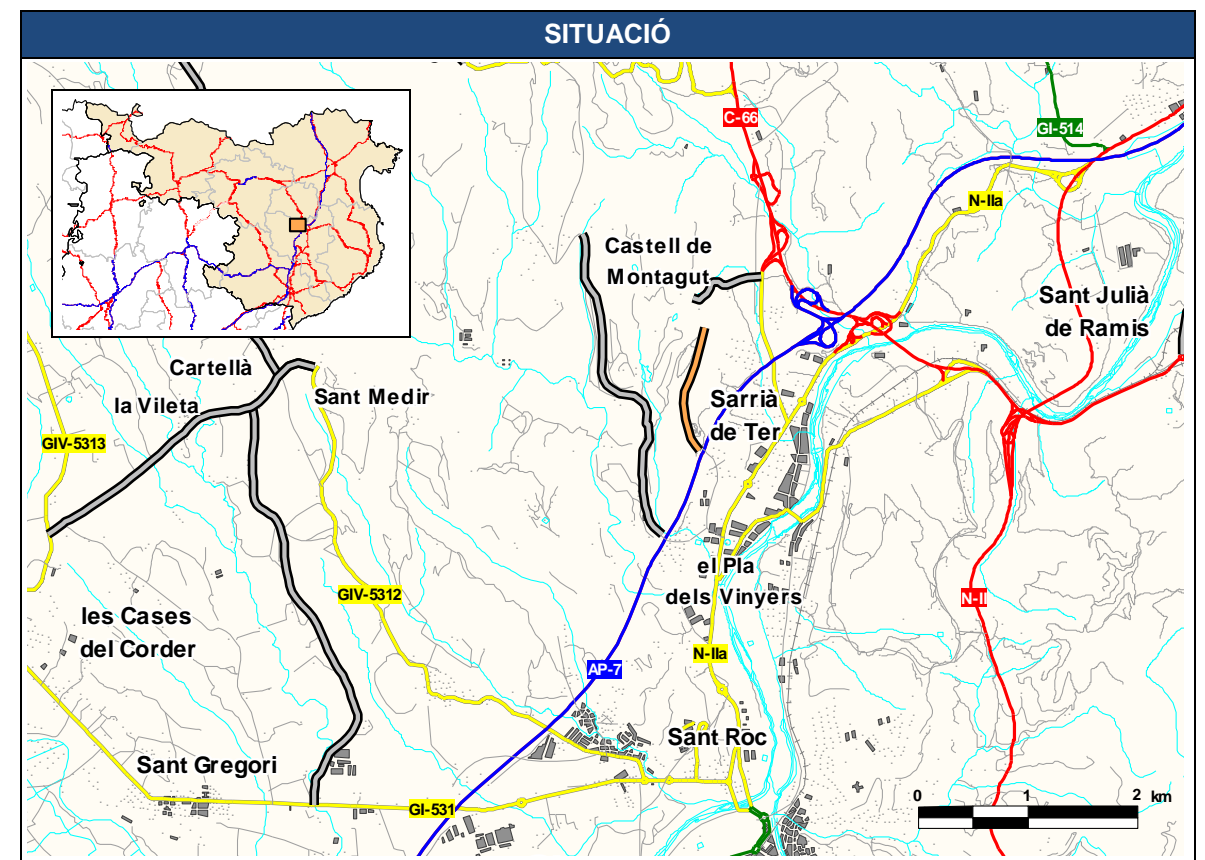 SITUACIÓ
C-66
GI-514
N-IIa
Castell de
Montagut
Sant Julià
de Ramis
Cartellà
la Vileta
Sant Medir
Sarrià
de Ter
GIV-5313
el Pla
dels Vinyers
GIV-5312
N-II
les Cases
del Corder
N-IIa
AP-7
Sant Roc
Sant Gregori
GI-531
0 1 2 km